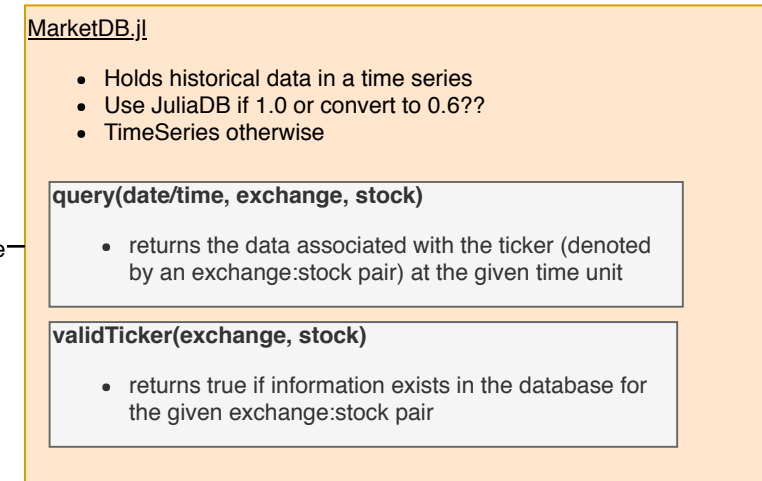 MarketDB.jl
• Holds historical data in a time series
• Use JuliaDB if 1.0 or convert to 0.6??
• TimeSeries otherwise
query(date/time, exchange, stock)
e
• returns the data associated with the ticker (denoted
by an exchange:stock pair) at the given time unit
validTicker(exchange, stock)
• returns true if information exists in the database for
the given exchange:stock pair